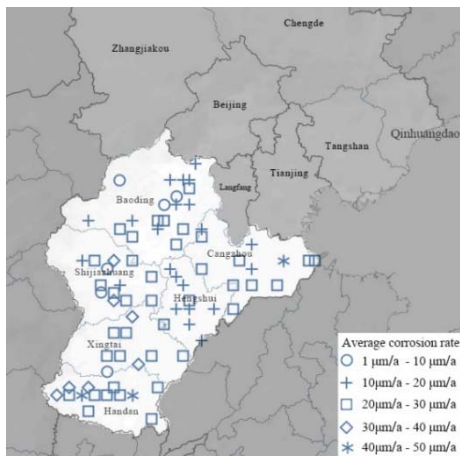 Chengde
Zhangjiakou
Beijing
Qinhuangdao
Tangshan
Tianjing
Langfang
Baoding
Cangzhou
Shijiazhuang
Hengshui
Xingtai
Handan
Average corrosion rate
1 μm/a - 10 μm/a
10μm/a - 20 μm/a
20μm/a - 30 μm/a
30μm/a - 40 μm/a
40μm/a - 50 μm/a